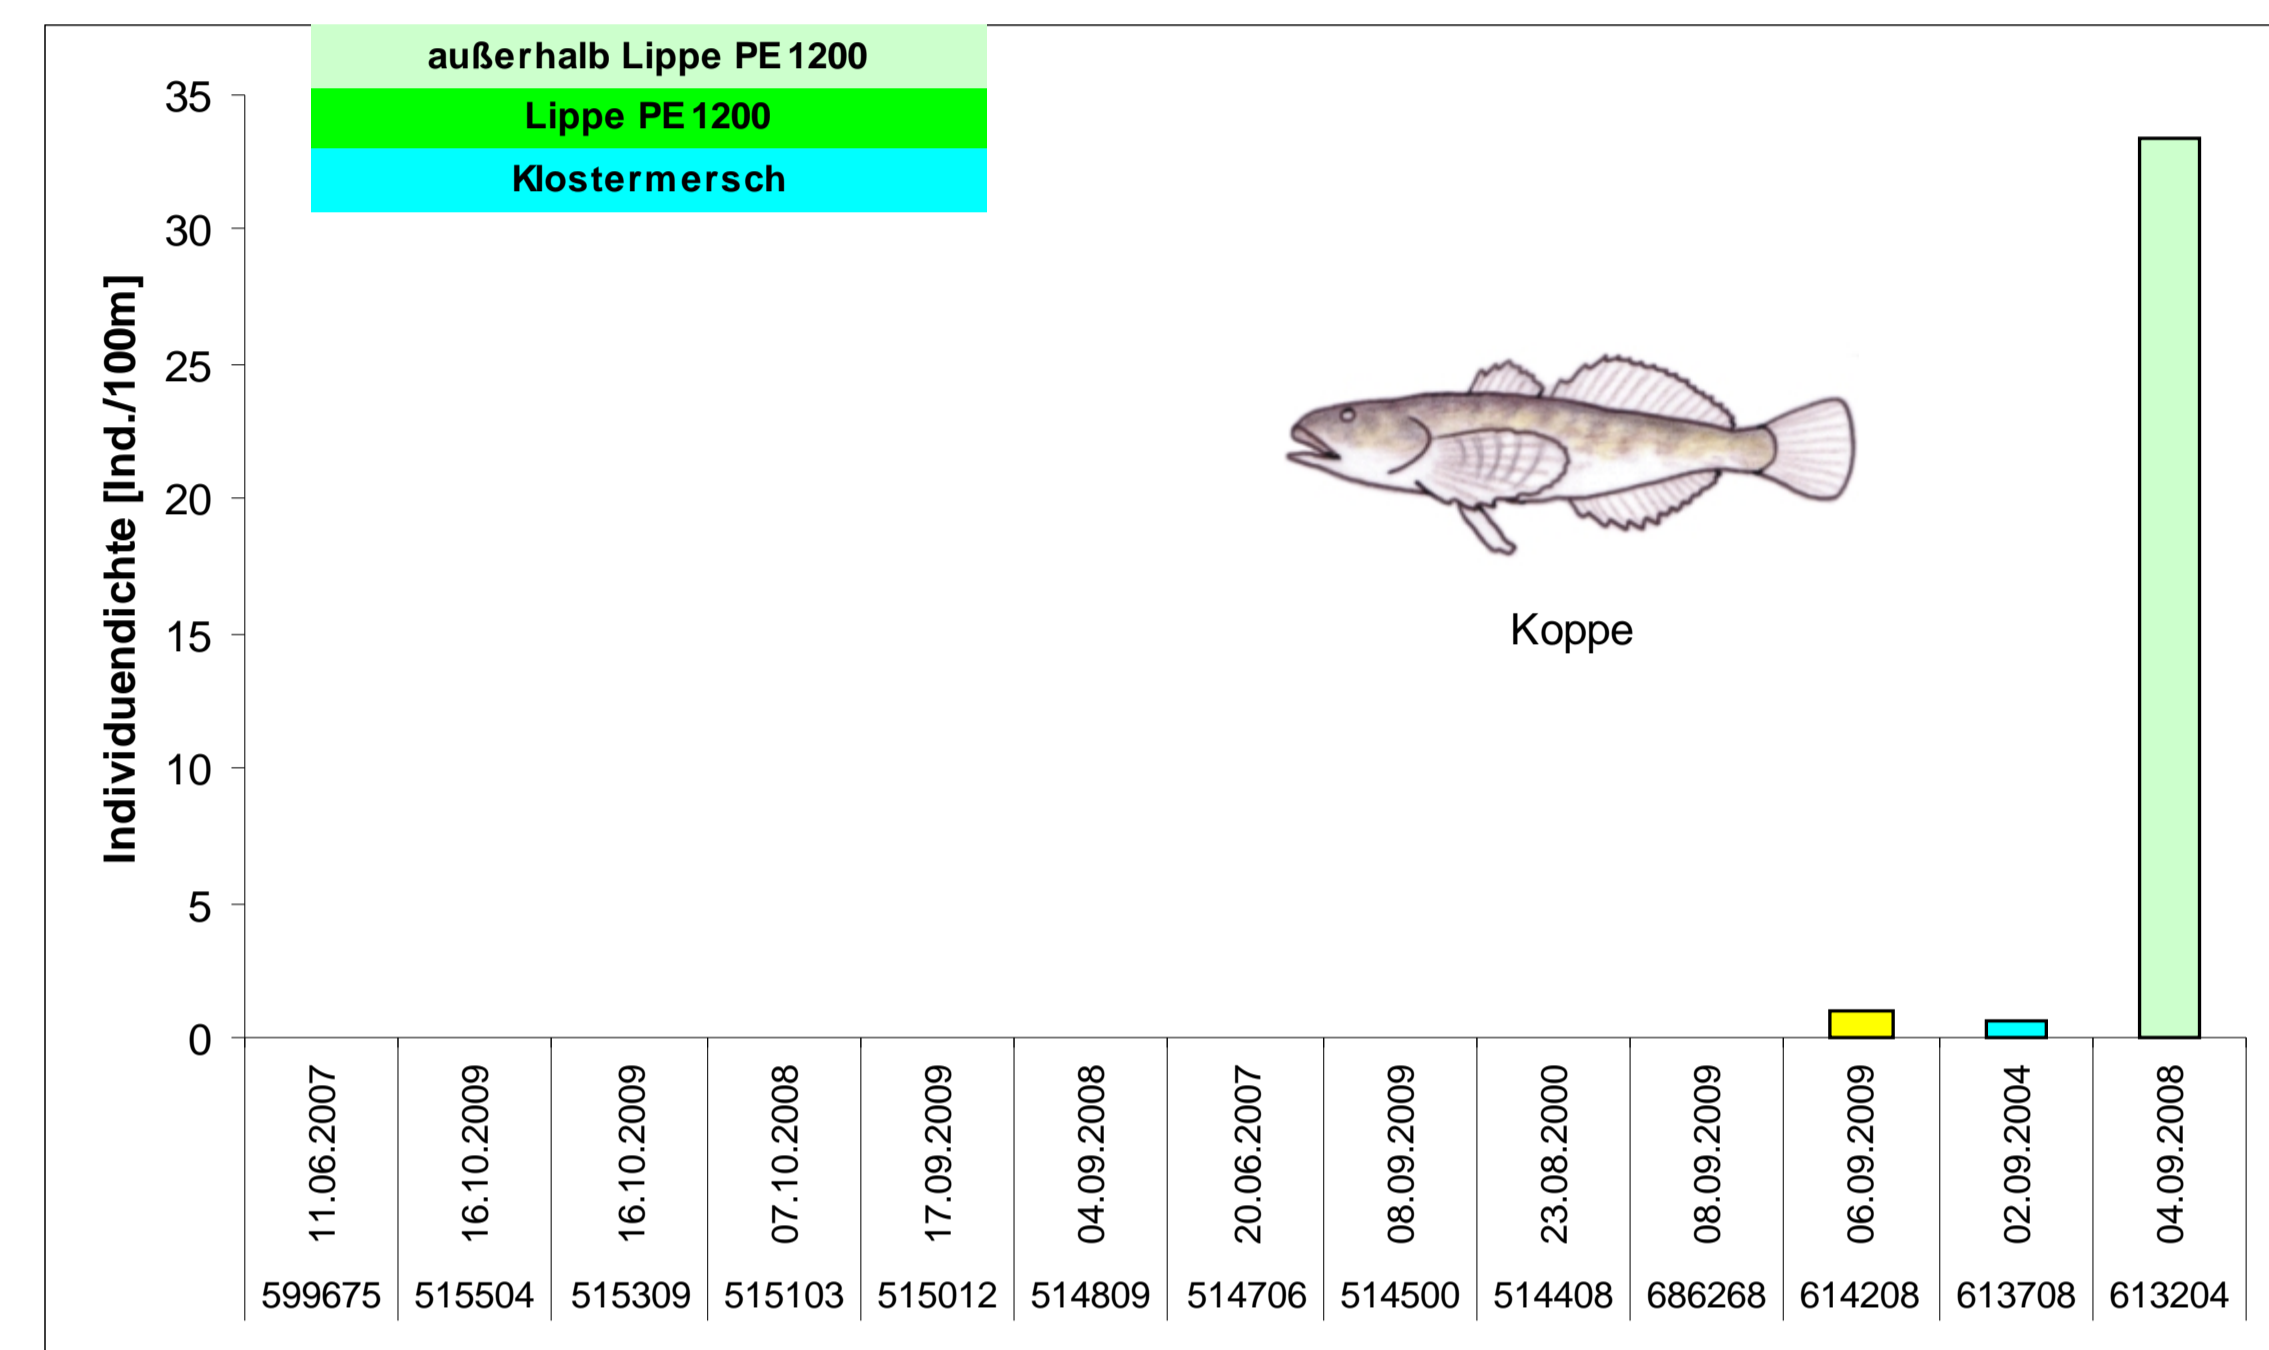 außerhalb Lippe PE 1200
Lippe PE 1200
Klostermersch
Individuendichte [Ind./100m]
35
30
25
20
15
10
5
0
Koppe
11.06.2007 16.10.2009 16.10.2009 07.10.2008 17.09.2009 04.09.2008 20.06.2007 08.09.2009 23.08.2000 08.09.2009 06.09.2009 02.09.2004 04.09.2008
599675 515504 515309 515103 515012 514809 514706 514500 514408 686268 614208 613708 613204